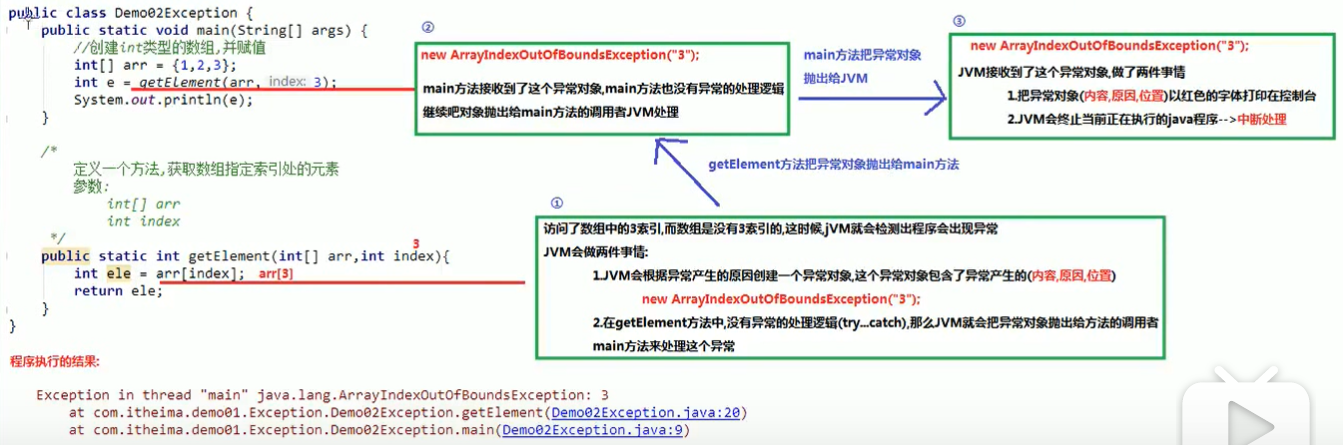 public class Demo02Exception {
public static void main(String[] args) {
//创建int类型的数组,并赋值
int[] arr = {1,2,3};
int e = getElement(arr, index: 3);
System.out.println(e);
}
/*
定义一个方法,获取数组指定索引处的元素
参数:
int[] arr
int index
*/
3
public static int getElement(int[] arr,int index){
int ele = arr[index]; arr[3]
return ele;
}
}
②
new ArrayIndexOutOfBoundsException("3");
main方法接收到了这个异常对象,main方法也没有异常的处理逻辑
继续吧对象抛出给main方法的调用者JVM处理
main方法把异常对象
抛出给JVM
③
new ArrayIndexOutOfBoundsException("3");
JVM接收到了这个异常对象,做了两件事情
1.把异常对象(内容,原因,位置)以红色的字体打印在控制台
2.JVM会终止当前正在执行的java程序-->中断处理
getElement方法把异常对象抛出给main方法
①
访问了数组中的3索引,而数组是没有3索引的,这时候,jVM就会检测出程序会出现异常
JVM会做两件事情:
1.JVM会根据异常产生的原因创建一个异常对象,这个异常对象包含了异常产生的(内容,原因,位置)
new ArrayIndexOutOfBoundsException("3");
2.在getElement方法中,没有异常的处理逻辑(try...catch),那么JVM就会把异常对象抛出给方法的调用者
main方法来处理这个异常
程序执行的结果:
Exception in thread "main" java.lang.ArrayIndexOutOfBoundsException: 3
at com.itheima.demo01.Exception.Demo02Exception.getElement(Demo02Exception.java:20)
at com.itheima.demo01.Exception.Demo02Exception.main(Demo02Exception.java:9)